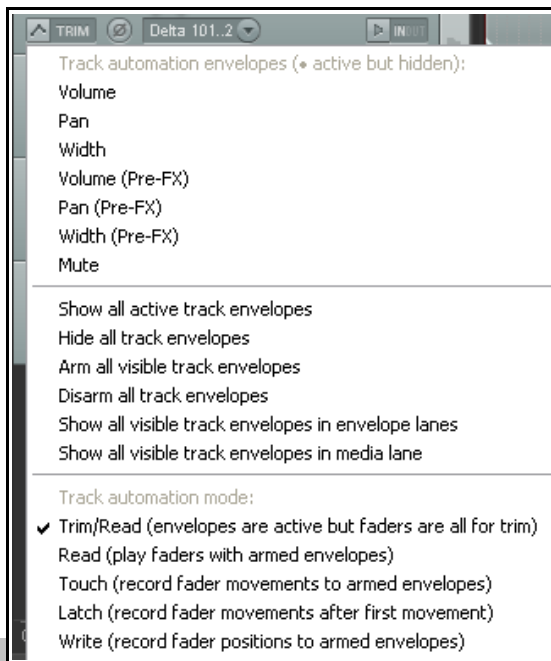 TRIM Delta 101..2 IN OUT
Track automation envelopes (• active but hidden):
Volume
Pan
Width
Volume (Pre-FX)
Pan (Pre-FX)
Width (Pre-FX)
Mute
Show all active track envelopes
Hide all track envelopes
Arm all visible track envelopes
Disarm all track envelopes
Show all visible track envelopes in envelope lanes
Show all visible track envelopes in media lane
Track automation mode:
Trim/Read (envelopes are active but faders are all for trim)
Read (play faders with armed envelopes)
Touch (record fader movements to armed envelopes)
Latch (record fader movements after first movement)
Write (record fader positions to armed envelopes)